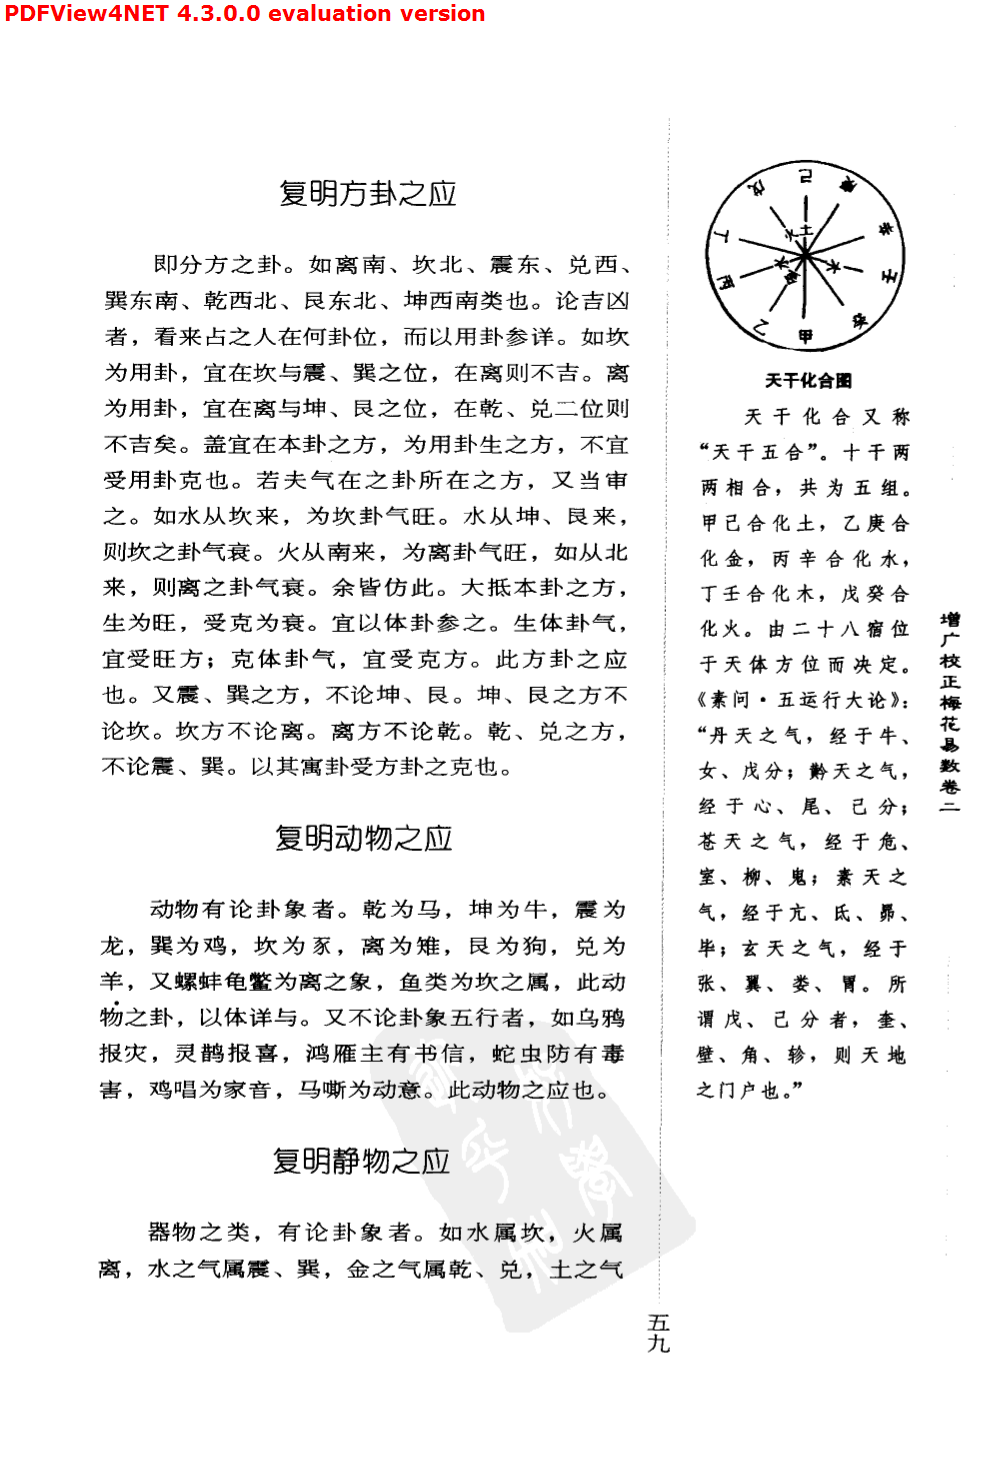 PDFView4NET 4.3.0.0 evaluation version
复明方卦之应
即分方之卦。如离南、坎北、震东、兑西、
巽东南、乾西北、艮东北、坤西南类也。论吉凶
者，看来占之人在何卦位，而以用卦参详。如坎
为用卦，宜在坎与震、巽之位，在离则不吉。离
为用卦，宜在离与坤、艮之位，在乾、兑二位则
不吉矣。盖宜在本卦之方，为用卦生之方，不宜
受用卦克也。若夫气在之卦所在之方，又当审
之。如水从坎来，为坎卦气旺。水从坤、艮来，
则坎之卦气衰。火从南来，为离卦气旺，如从北
来，则离之卦气衰。余皆仿此。大抵本卦之方，
生为旺，受克为衰。宜以体卦参之。生体卦气，
宜受旺方；克体卦气，宜受克方。此方卦之应
也。又震、巽之方，不论坤、艮。坤、艮之方不
论坎。坎方不论离。离方不论乾。乾、兑之方，
不论震、巽。以其寓卦受方卦之克也。
复明动物之应
动物有论卦象者。乾为马，坤为牛，震为
龙，巽为鸡，坎为豕，离为雉，艮为狗，兑为
羊，又螺蚌龟鳖为离之象，鱼类为坎之属，此动
物之卦，以体详与。又不论卦象五行者，如乌鸦
报灾，灵鹊报喜，鸿雁主有书信，蛇虫防有毒
害，鸡唱为家音，马嘶为动意。此动物之应也。
复明静物之应
器物之类，有论卦象者。如水属坎，火属
离，水之气属震、巽，金之气属乾、兑，土之气
五九
己
庚
辛
壬
癸
甲
乙
丙
丁
戊
土
火
木
水
天干化合图
天干化合又称
“天干五合”。十干两
两相合，共为五组。
甲己合化土，乙庚合
化金，丙辛合化水，
丁壬合化木，戊癸合
化火。由二十八宿位
于天体方位而决定。
《素问·五运行大论》：
“丹天之气，经于牛、
女、戊分；黅天之气，
经于心、尾、己分；
苍天之气，经于危、
室、柳、鬼；素天之
气，经于亢、氐、昴、
毕；玄天之气，经于
张、翼、娄、胃。所
谓戊、己分者，奎、
壁、角、轸，则天地
之门户也。”
增广校正梅花易数卷二